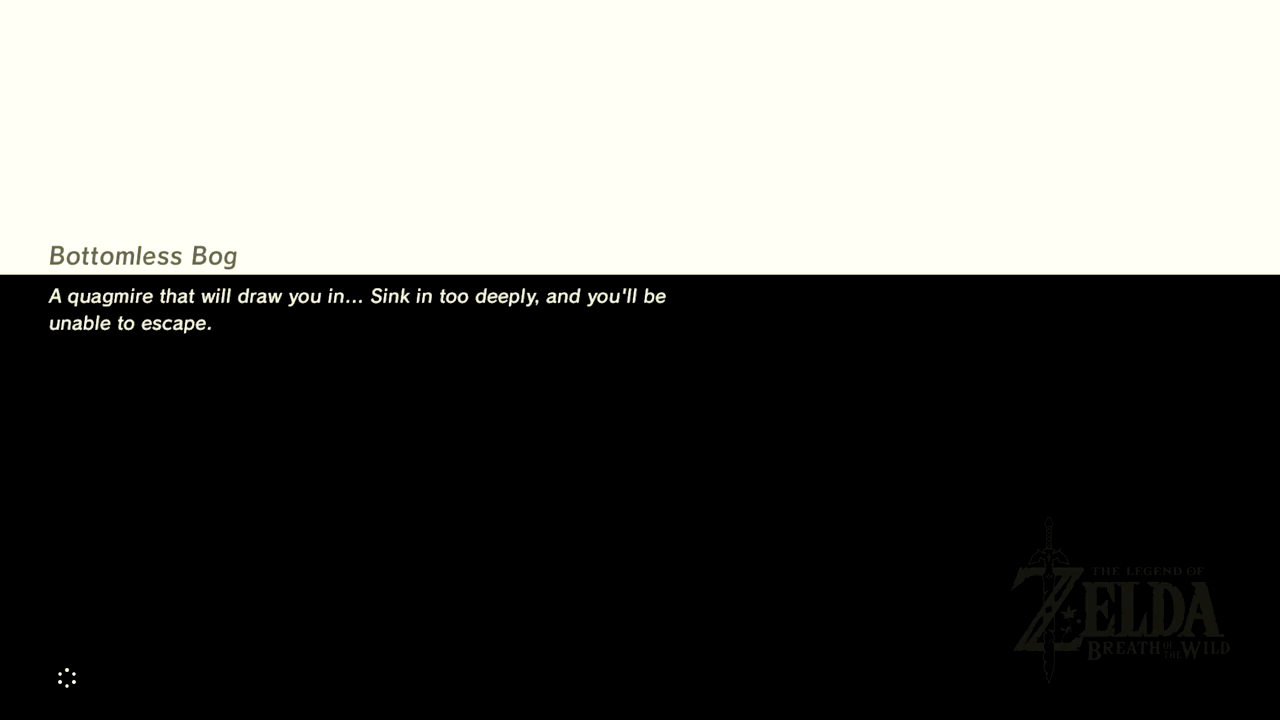 Bottomless Bog
A quagmire that will draw you in... Sink in too deeply, and you'll be
unable to escape.
THE LEGEND OF
ZELDA
BREATH OF THE WILD